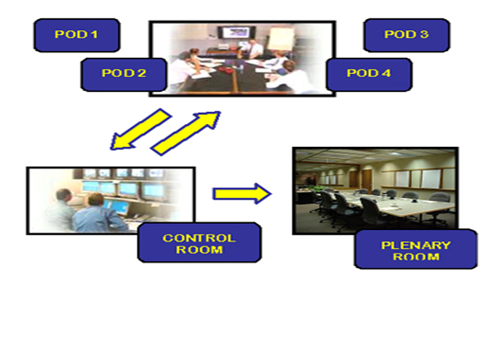 POD 1
POD 3
POD 2
POD 4
CONTROL
ROOM
PLENARY
ROOM